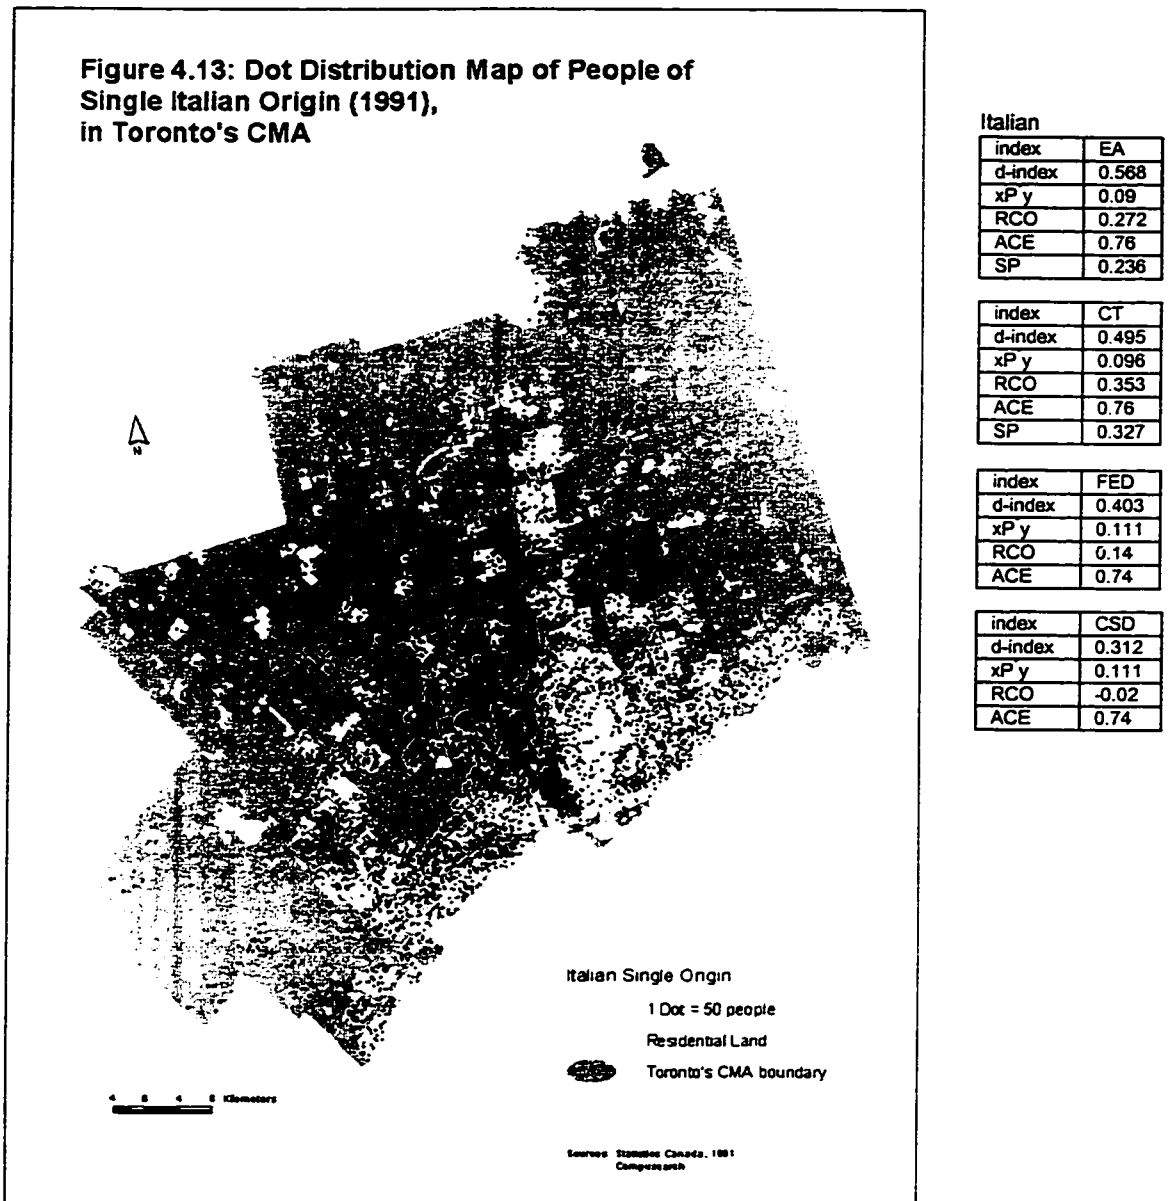 Figure 4.13: Dot Distribution Map of People of
Single Italian Origin (1991),
in Toronto's CMA
N
Italian Single Origin
1 Dot = 50 people
Residential Land
Toronto's CMA boundary
Kilometers
Sources: Statistics Canada, 1991
Compusearch
Italian
index EA
d-index 0.568
xP y 0.09
RCO 0.272
ACE 0.76
SP 0.236
index CT
d-index 0.495
xP y 0.096
RCO 0.353
ACE 0.76
SP 0.327
index FED
d-index 0.403
xP y 0.111
RCO 0.14
ACE 0.74
index CSD
d-index 0.312
xP y 0.111
RCO -0.02
ACE 0.74